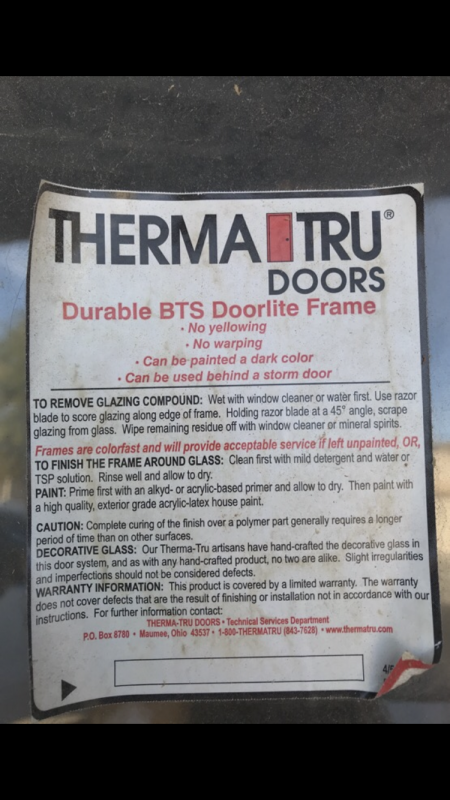 THERMA TRU®
DOORS
Durable BTS Doorlite Frame
• No yellowing
• No warping
• Can be painted a dark color
• Can be used behind a storm door
TO REMOVE GLAZING COMPOUND: Wet with window cleaner or water first. Use razor
blade to score glazing along edge of frame. Holding razor blade at a 45° angle, scrape
glazing from glass. Wipe remaining residue off with window cleaner or mineral spirits.
Frames are colorfast and will provide acceptable service if left unpainted, OR,
TO FINISH THE FRAME AROUND GLASS: Clean first with mild detergent and water or
TSP solution. Rinse well and allow to dry.
PAINT: Prime first with an alkyd- or acrylic-based primer and allow to dry. Then paint with
a high quality, exterior grade acrylic-latex house paint.
CAUTION: Complete curing of the finish over a polymer part generally requires a longer
period of time than on other surfaces.
DECORATIVE GLASS: Our Therma-Tru artisans have hand-crafted the decorative glass in
this door system, and as with any hand-crafted product, no two are alike. Slight irregularities
and imperfections should not be considered defects.
WARRANTY INFORMATION: This product is covered by a limited warranty. The warranty
does not cover defects that are the result of finishing or installation not in accordance with our
instructions. For further information contact:
THERMA-TRU DOORS • Technical Services Department
P.O. Box 8780 • Maumee, Ohio 43537 • 1-800-THERMATRU (843-7628) • www.thermatru.com